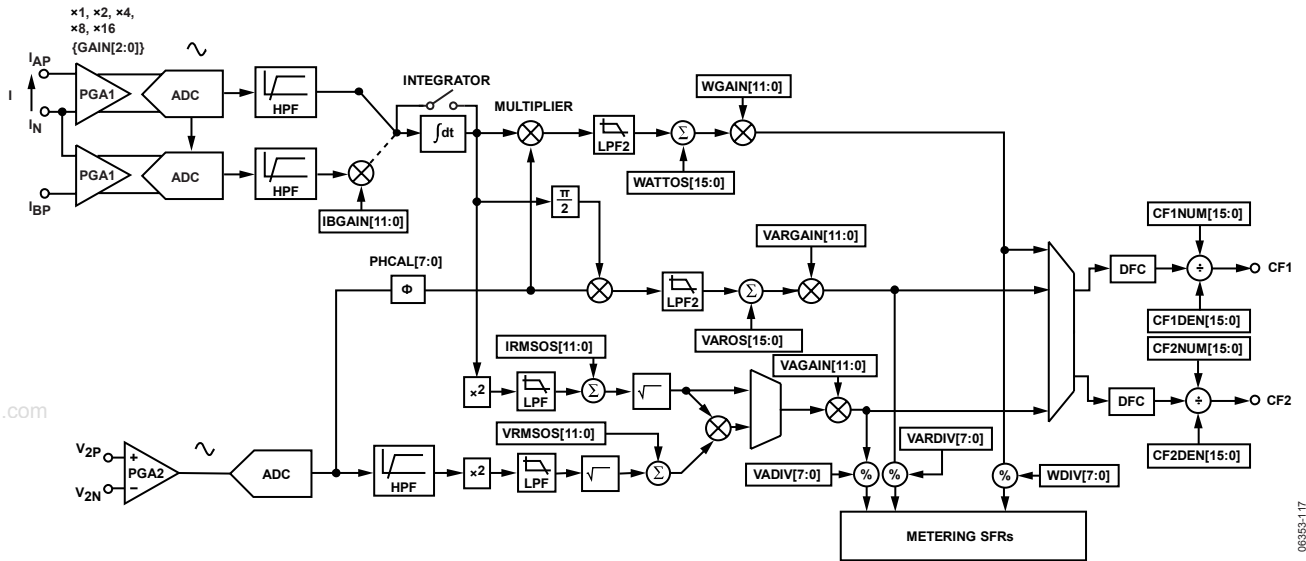 ×1, ×2, ×4,
×8, ×16
{GAIN[2:0]}
IAP
I
IN
IBP
PGA1
ADC
HPF
PGA1
ADC
HPF
IBGAIN[11:0]
INTEGRATOR
∫dt
MULTIPLIER
LPF2
Σ
WATTOS[15:0]
WGAIN[11:0]
π
2
PHCAL[7:0]
Φ
LPF2
Σ
VAROS[15:0]
VARGAIN[11:0]
IRMSOS[11:0]
×2
LPF
Σ
√
VAGAIN[11:0]
VRMSOS[11:0]
V2P
V2N
+
–
PGA2
ADC
HPF
×2
LPF
√
Σ
VADIV[7:0]
%
%
VARDIV[7:0]
%
WDIV[7:0]
METERING SFRs
CF1NUM[15:0]
DFC
÷
CF1
CF1DEN[15:0]
CF2NUM[15:0]
DFC
÷
CF2
CF2DEN[15:0]
.com
06353-117